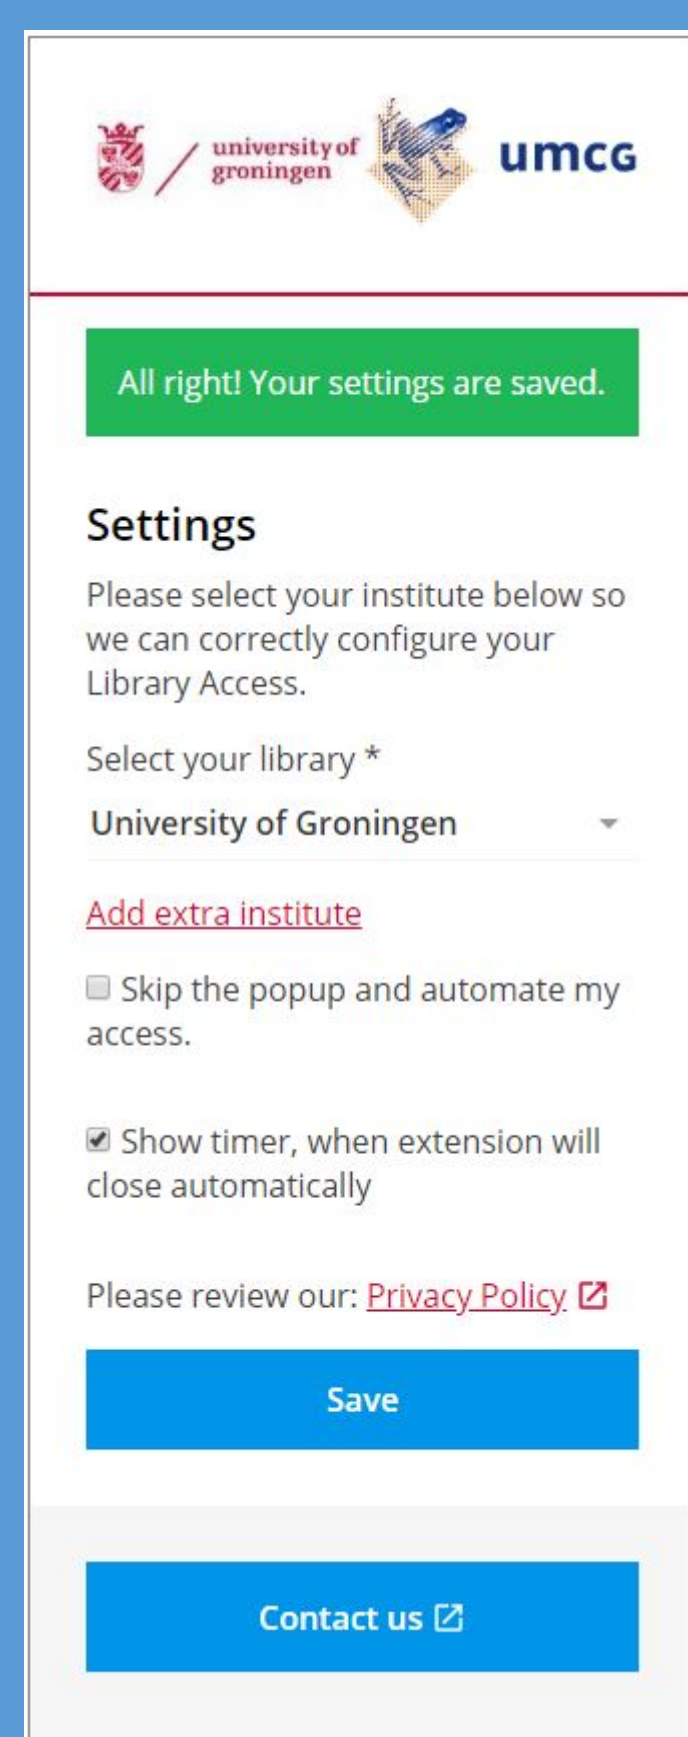 university of
groningen
umcg
All right! Your settings are saved.
Settings
Please select your institute below so
we can correctly configure your
Library Access.
Select your library *
University of Groningen
Add extra institute
Skip the popup and automate my
access.
Show timer, when extension will
close automatically
Please review our: Privacy Policy
Save
Contact us